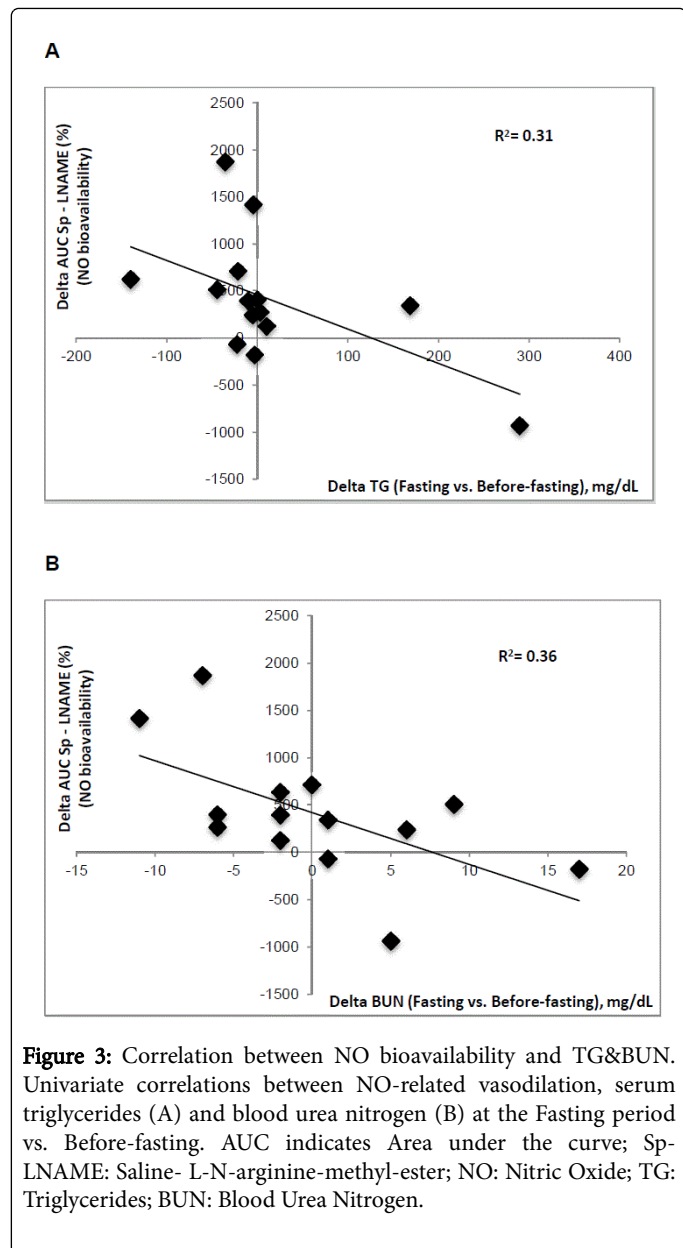 A
2500
2000
1500
1000
500
0
-500
-1000
-1500
-200
-100
100
200
300
400
R²= 0.31
Delta AUC Sp - LNAME (%)
(NO bioavailability)
Delta TG (Fasting vs. Before-fasting), mg/dL
B
2500
2000
1500
1000
500
0
-500
-1000
-1500
-15
-10
-5
0
5
10
15
20
R²= 0.36
Delta AUC Sp - LNAME (%)
(NO bioavailability)
Delta BUN (Fasting vs. Before-fasting), mg/dL
Figure 3: Correlation between NO bioavailability and TG&BUN.
Univariate correlations between NO-related vasodilation, serum
triglycerides (A) and blood urea nitrogen (B) at the Fasting period
vs. Before-fasting. AUC indicates Area under the curve; Sp-
LNAME: Saline- L-N-arginine-methyl-ester; NO: Nitric Oxide; TG:
Triglycerides; BUN: Blood Urea Nitrogen.